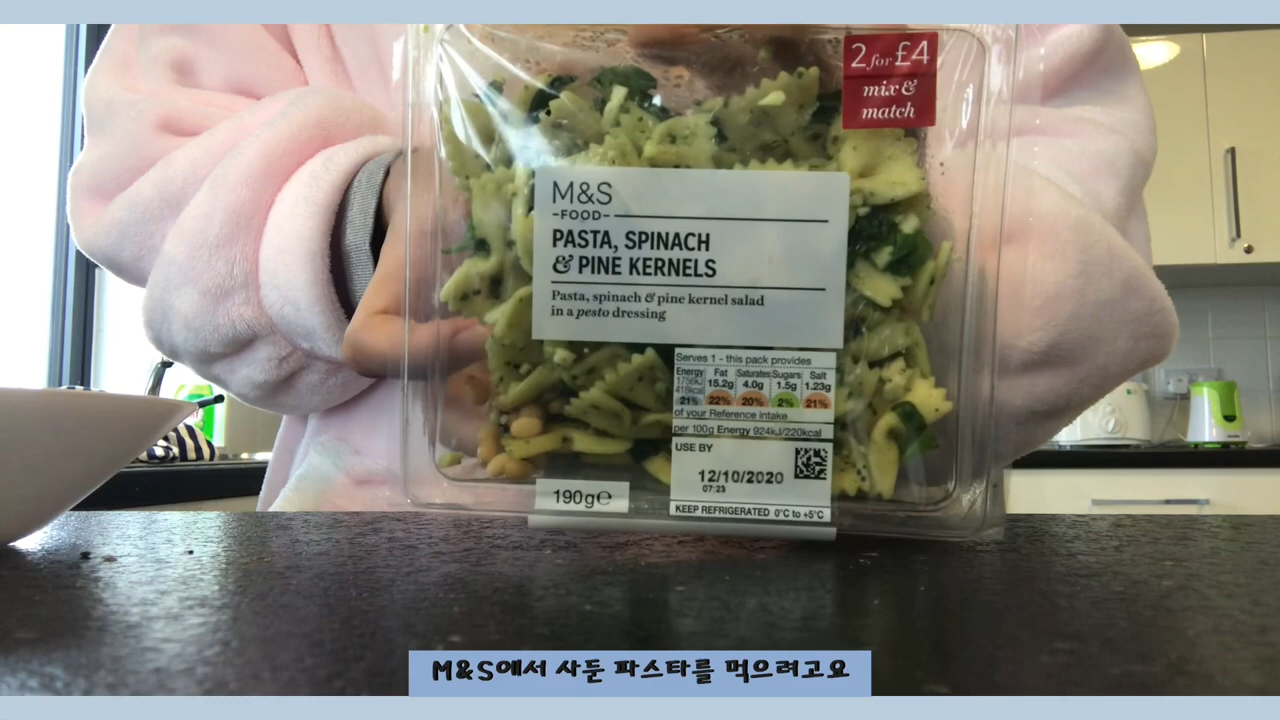 2 for £4
mix &
match
M&S
-FOOD-
PASTA, SPINACH
& PINE KERNELS
Pasta, spinach & pine kernel salad
in a pesto dressing
Serves 1 - this pack provides
Energy Fat Saturates Sugars Salt
1756kJ 15.2g 4.0g 1.5g 1.23g
418kcal
21% 22% 20% 2% 21%
of your Reference intake
per 100g Energy 924kJ/220kcal
USE BY
12/10/2020
07:23
190g℮
KEEP REFRIGERATED 0°C to +5°C
M&S에서 사둔 파스타를 먹으려고요